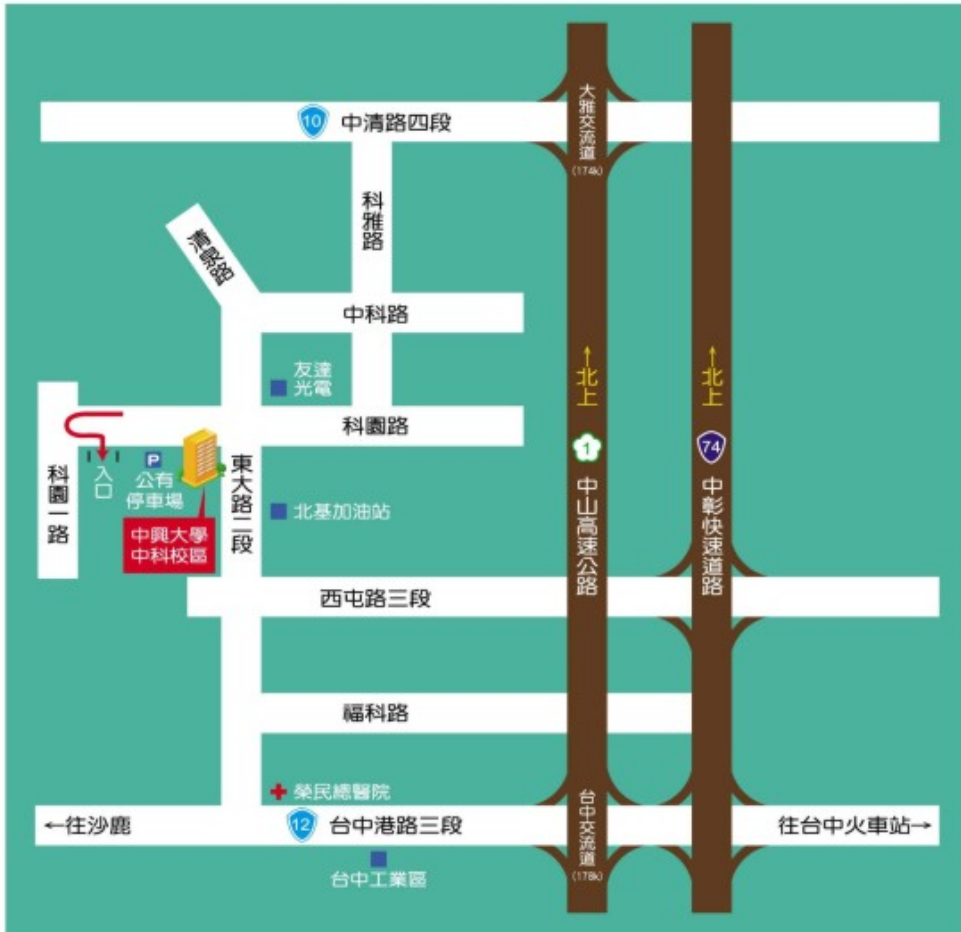 10 中清路四段
大雅交流道
(174k)
科雅路
清泉路
中科路
友達
光電
←北上
←北上
科園路
1
中山高速公路
74
中彰快速道路
科園一路
入口
P
公有
停車場
東大路二段
中興大學
中科校區
北基加油站
西屯路三段
福科路
榮民總醫院
←往沙鹿
12 台中港路三段
台中交流道
(178k)
往台中火車站→
台中工業區